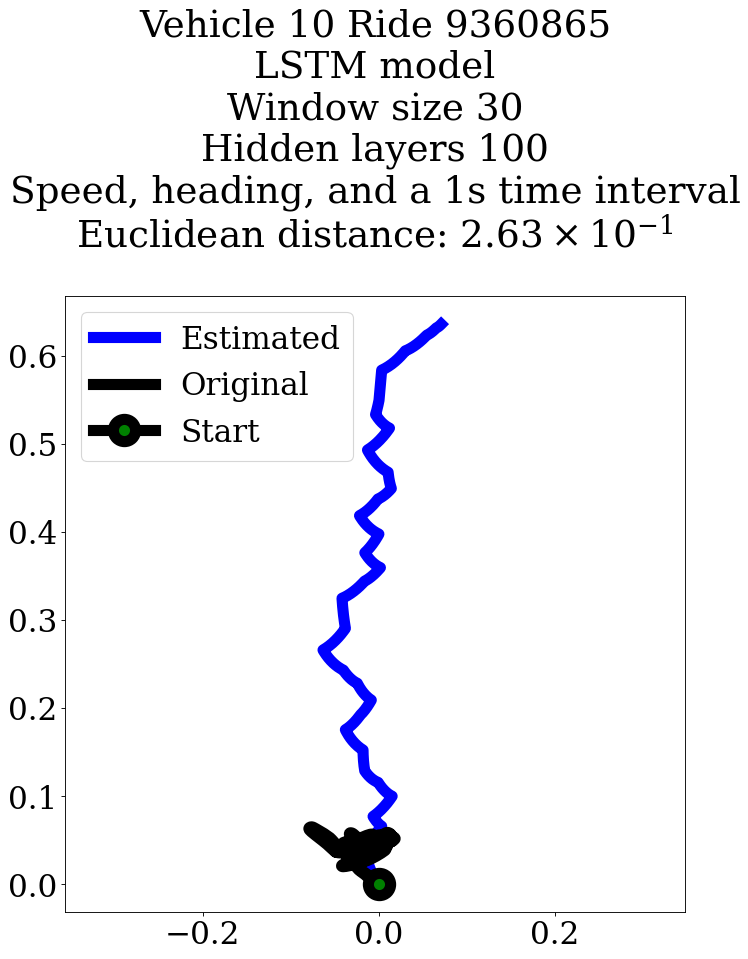 Vehicle 10 Ride 9360865
LSTM model
Window size 30
Hidden layers 100
Speed, heading, and a 1s time interval
Euclidean distance: 2.63 × 10⁻¹
Estimated
Original
Start
0.6
0.5
0.4
0.3
0.2
0.1
0.0
−0.2 0.0 0.2